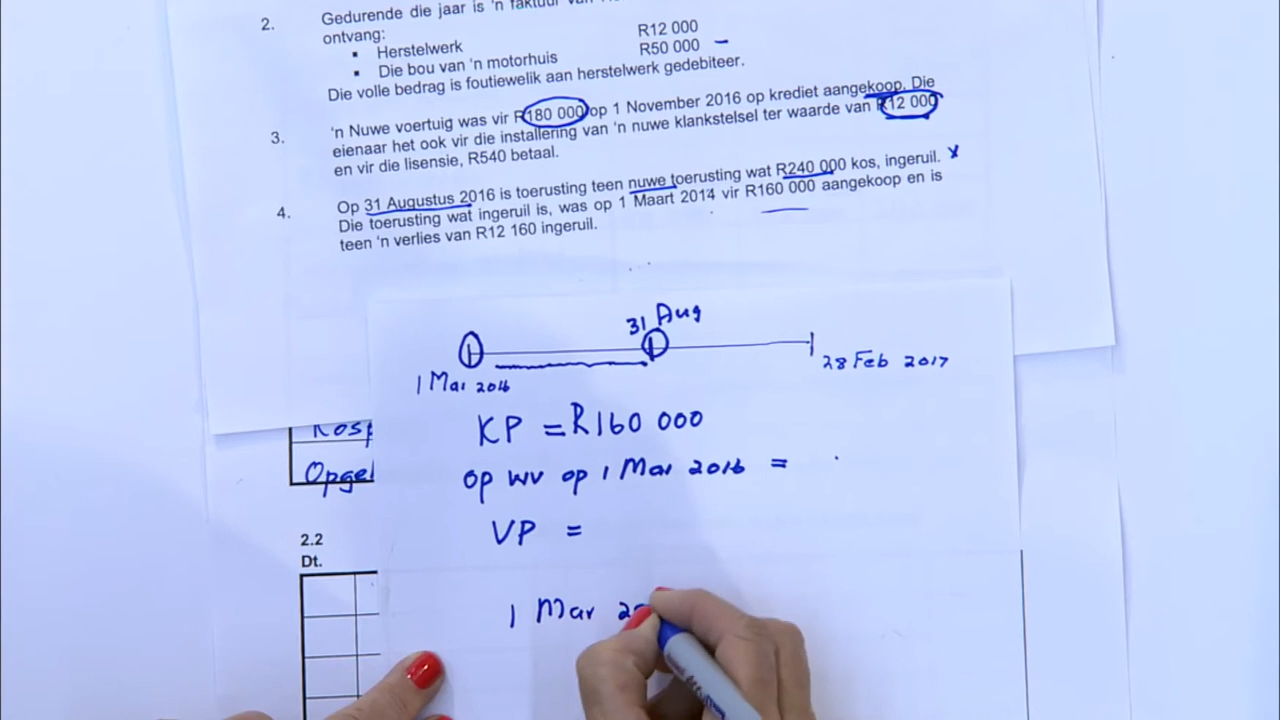 2. Gedurende die jaar is 'n faktuur van
ontvang:
▪ Herstelwerk R12 000
▪ Die bou van 'n motorhuis R50 000
Die volle bedrag is foutiewelik aan herstelwerk gedebiteer.
3. 'n Nuwe voertuig was vir R180 000 op 1 November 2016 op krediet aangekoop. Die
eienaar het ook vir die installering van 'n nuwe klankstelsel ter waarde van R12 000
en vir die lisensie, R540 betaal.
4. Op 31 Augustus 2016 is toerusting teen nuwe toerusting wat R240 000 kos, ingeruil.
Die toerusting wat ingeruil is, was op 1 Maart 2014 vir R160 000 aangekoop en is
teen 'n verlies van R12 160 ingeruil.
31 Aug
1 Mar 2016
28 Feb 2017
KP = R160 000
op wv op 1 Mar 2016 =
VP =
1 Mar
2.2
Dt.